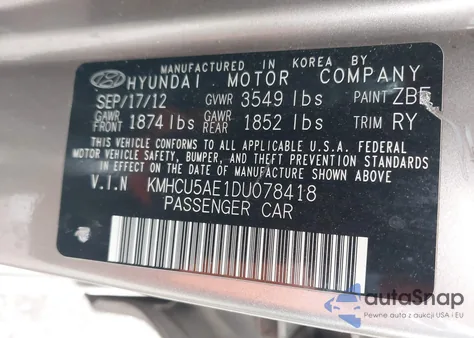 MANUFACTURED IN KOREA BY
HYUNDAI MOTOR COMPANY
SEP/17/12 GVWR 3549 lbs PAINT ZBE
GAWR FRONT 1874 lbs GAWR REAR 1852 lbs TRIM RY
THIS VEHICLE CONFORMS TO ALL APPLICABLE U.S.A. FEDERAL
MOTOR VEHICLE SAFETY, BUMPER, AND THEFT PREVENTION STANDARDS
IN EFFECT ON THE DATE OF MANUFACTURE SHOWN ABOVE.
V.I.N KMHCU5AE1DU078418
PASSENGER CAR
autoSnap
Pewne auto z aukcji USA i EU